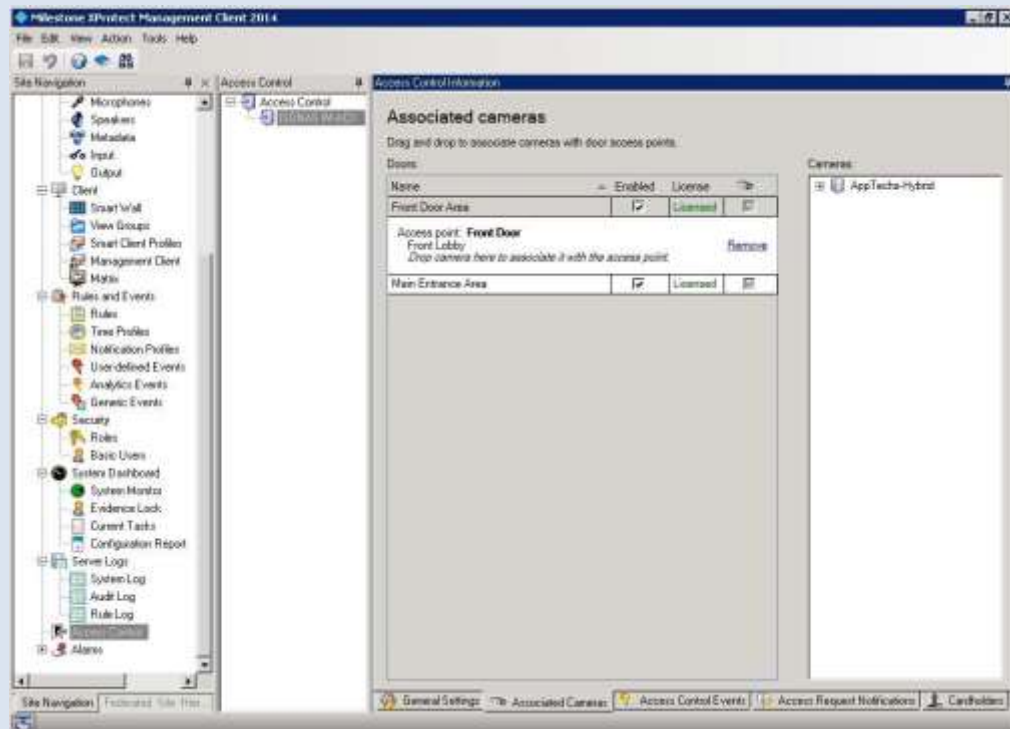 Milestone XProtect Management Client 2014
File Edit View Action Tools Help
Site Navigation
Microphones
Speakers
Metadata
Input
Output
Client
Smart Wall
View Groups
Smart Client Profiles
Management Client
Matrix
Rules and Events
Rules
Time Profiles
Notification Profiles
User-defined Events
Analytics Events
Generic Events
Security
Roles
Basic Users
System Dashboard
System Monitor
Evidence Lock
Current Tasks
Configuration Report
Server Logs
System Log
Audit Log
Rule Log
Access Control
Alarms
Site Navigation Federated Site Hier...
Access Control
Access Control
Access Control Information
Associated cameras
Drag and drop to associate cameras with door access points.
Doors:
Name Enabled License
Front Door Area Licensed
Access point: Front Door
Front Lobby Remove
Drop camera here to associate it with the access point.
Main Entrance Area Licensed
Cameras:
AppTechs-Hybrid
General Settings Associated Cameras Access Control Events Access Request Notifications Cardholders